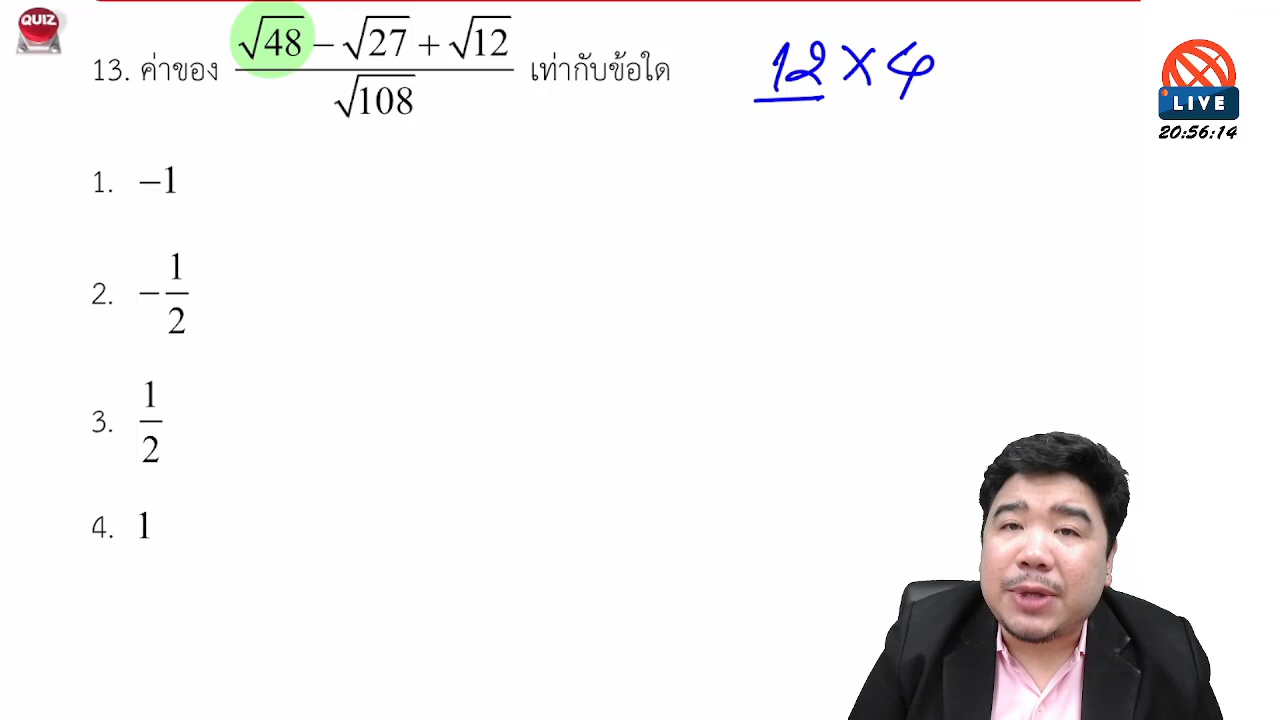 QUIZ
13. ค่าของ (√48 − √27 + √12) / √108 เท่ากับข้อใด
12 × 4
LIVE
20:56:14
1. −1
2. −1/2
3. 1/2
4. 1